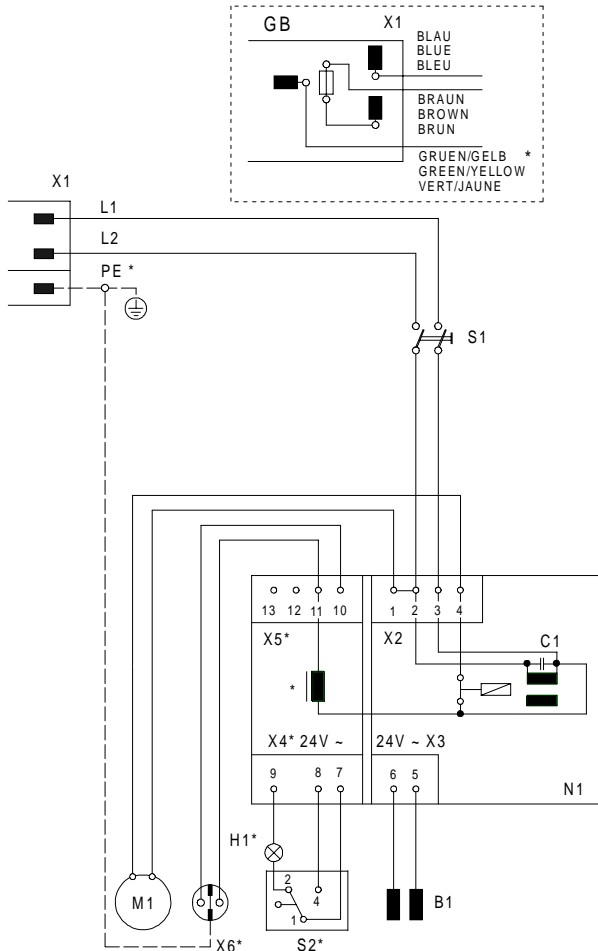 GB
X1
BLAU
BLUE
BLEU
BRAUN
BROWN
BRUN
GRUEN/GELB *
GREEN/YELLOW
VERT/JAUNE
X1
L1
L2
PE *
S1
13 12 11 10
1 2 3 4
X5*
X2
C1
*
X4* 24V ~
24V ~ X3
9 8 7
6 5
N1
H1*
2
4
1
M1
B1
X6*
S2*